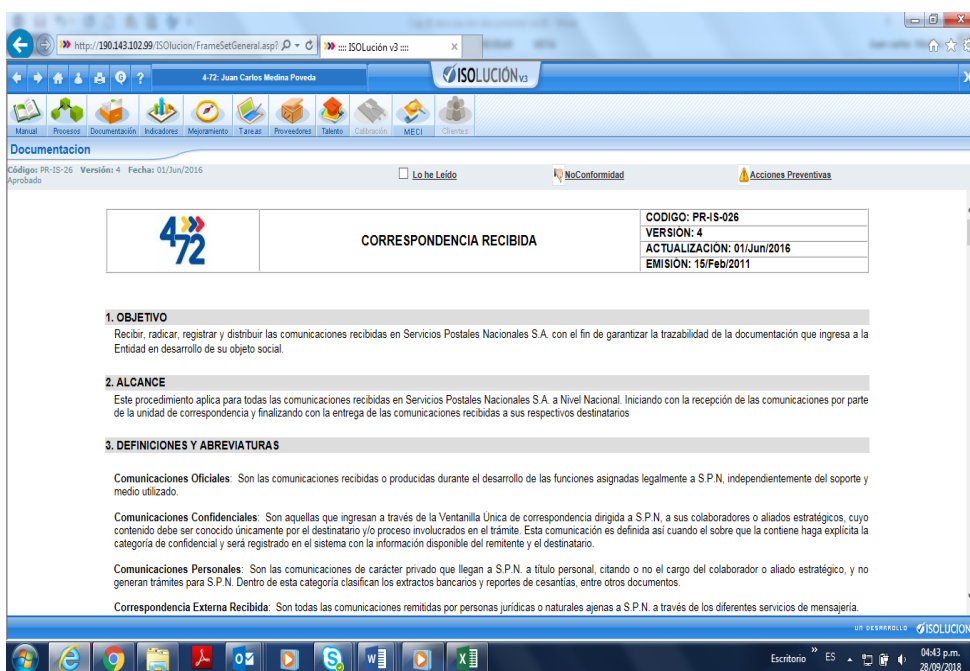 http://190.143.102.99/ISOlucion/FrameSetGeneral.asp?
:::: ISOLución v3 ::::
4-72: Juan Carlos Medina Poveda
ISOLUCIÓN V3
Manual Procesos Documentación Indicadores Mejoramiento Tareas Proveedores Talento Calibración MECI Clientes
Documentacion
Código: PR-IS-26 Versión: 4 Fecha: 01/Jun/2016
Aprobado
Lo he Leído
NoConformidad
Acciones Preventivas
472
CORRESPONDENCIA RECIBIDA
CODIGO: PR-IS-026
VERSIÓN: 4
ACTUALIZACIÓN: 01/Jun/2016
EMISIÓN: 15/Feb/2011
1. OBJETIVO
Recibir, radicar, registrar y distribuir las comunicaciones recibidas en Servicios Postales Nacionales S.A. con el fin de garantizar la trazabilidad de la documentación que ingresa a la
Entidad en desarrollo de su objeto social.
2. ALCANCE
Este procedimiento aplica para todas las comunicaciones recibidas en Servicios Postales Nacionales S.A. a Nivel Nacional. Iniciando con la recepción de las comunicaciones por parte
de la unidad de correspondencia y finalizando con la entrega de las comunicaciones recibidas a sus respectivos destinatarios
3. DEFINICIONES Y ABREVIATURAS
Comunicaciones Oficiales: Son las comunicaciones recibidas o producidas durante el desarrollo de las funciones asignadas legalmente a S.P.N, independientemente del soporte y
medio utilizado.
Comunicaciones Confidenciales: Son aquellas que ingresan a través de la Ventanilla Única de correspondencia dirigida a S.P.N, a sus colaboradores o aliados estratégicos, cuyo
contenido debe ser conocido únicamente por el destinatario y/o proceso involucrados en el trámite. Esta comunicación es definida así cuando el sobre que la contiene haga explícita la
categoría de confidencial y será registrado en el sistema con la información disponible del remitente y el destinatario.
Comunicaciones Personales: Son las comunicaciones de carácter privado que llegan a S.P.N. a título personal, citando o no el cargo del colaborador o aliado estratégico, y no
generan trámites para S.P.N. Dentro de esta categoría clasifican los extractos bancarios y reportes de cesantías, entre otros documentos.
Correspondencia Externa Recibida: Son todas las comunicaciones remitidas por personas jurídicas o naturales ajenas a S.P.N. a través de los diferentes servicios de mensajería.
UN DESARROLLO ISOLUCION
Escritorio » ES
04:43 p.m.
28/09/2018